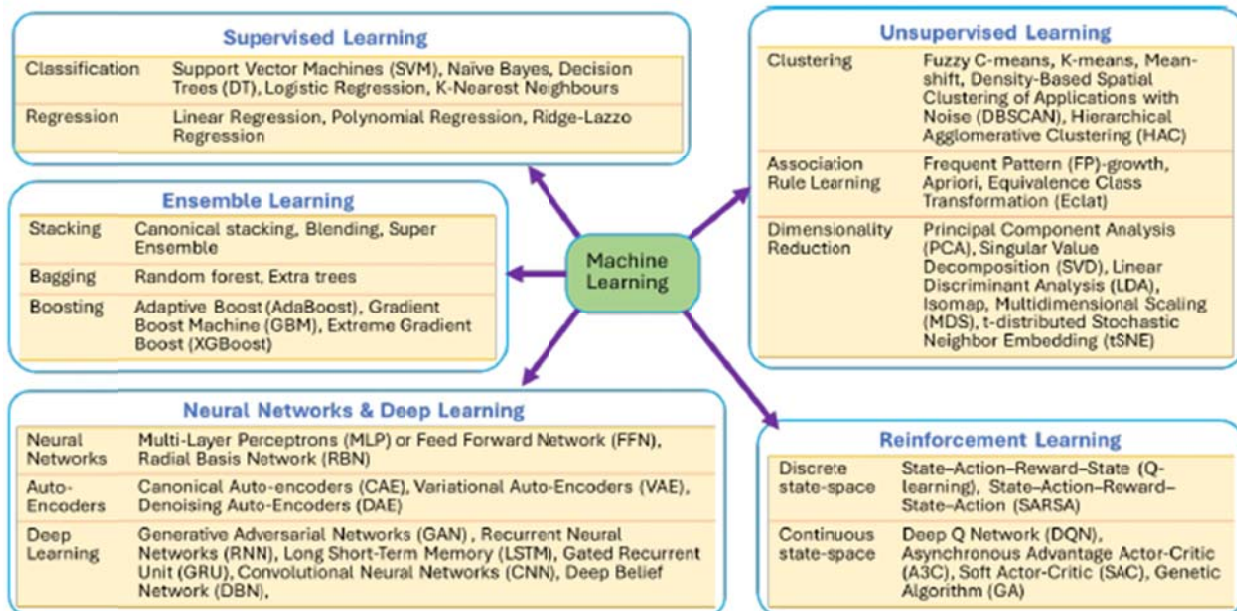 Supervised Learning
Classification
Support Vector Machines (SVM), Naïve Bayes, Decision
Trees (DT), Logistic Regression, K-Nearest Neighbours
Regression
Linear Regression, Polynomial Regression, Ridge-Lazzo
Regression
Ensemble Learning
Stacking
Canonical stacking, Blending, Super
Ensemble
Bagging
Random forest, Extra trees
Boosting
Adaptive Boost (AdaBoost), Gradient
Boost Machine (GBM), Extreme Gradient
Boost (XGBoost)
Machine
Learning
Unsupervised Learning
Clustering
Fuzzy C-means, K-means, Mean-
shift, Density-Based Spatial
Clustering of Applications with
Noise (DBSCAN), Hierarchical
Agglomerative Clustering (HAC)
Association
Rule Learning
Frequent Pattern (FP)-growth,
Apriori, Equivalence Class
Transformation (Eclat)
Dimensionality
Reduction
Principal Component Analysis
(PCA), Singular Value
Decomposition (SVD), Linear
Discriminant Analysis (LDA),
Isomap, Multidimensional Scaling
(MDS), t-distributed Stochastic
Neighbor Embedding (tSNE)
Neural Networks & Deep Learning
Neural
Networks
Multi-Layer Perceptrons (MLP) or Feed Forward Network (FFN),
Radial Basis Network (RBN)
Auto-
Encoders
Canonical Auto-encoders (CAE), Variational Auto-Encoders (VAE),
Denoising Auto-Encoders (DAE)
Deep
Learning
Generative Adversarial Networks (GAN) , Recurrent Neural
Networks (RNN), Long Short-Term Memory (LSTM), Gated Recurrent
Unit (GRU), Convolutional Neural Networks (CNN), Deep Belief
Network (DBN),
Reinforcement Learning
Discrete
state-space
State–Action–Reward–State (Q-
learning), State–Action–Reward–
State–Action (SARSA)
Continuous
state-space
Deep Q Network (DQN),
Asynchronous Advantage Actor-Critic
(A3C), Soft Actor-Critic (SAC), Genetic
Algorithm (GA)